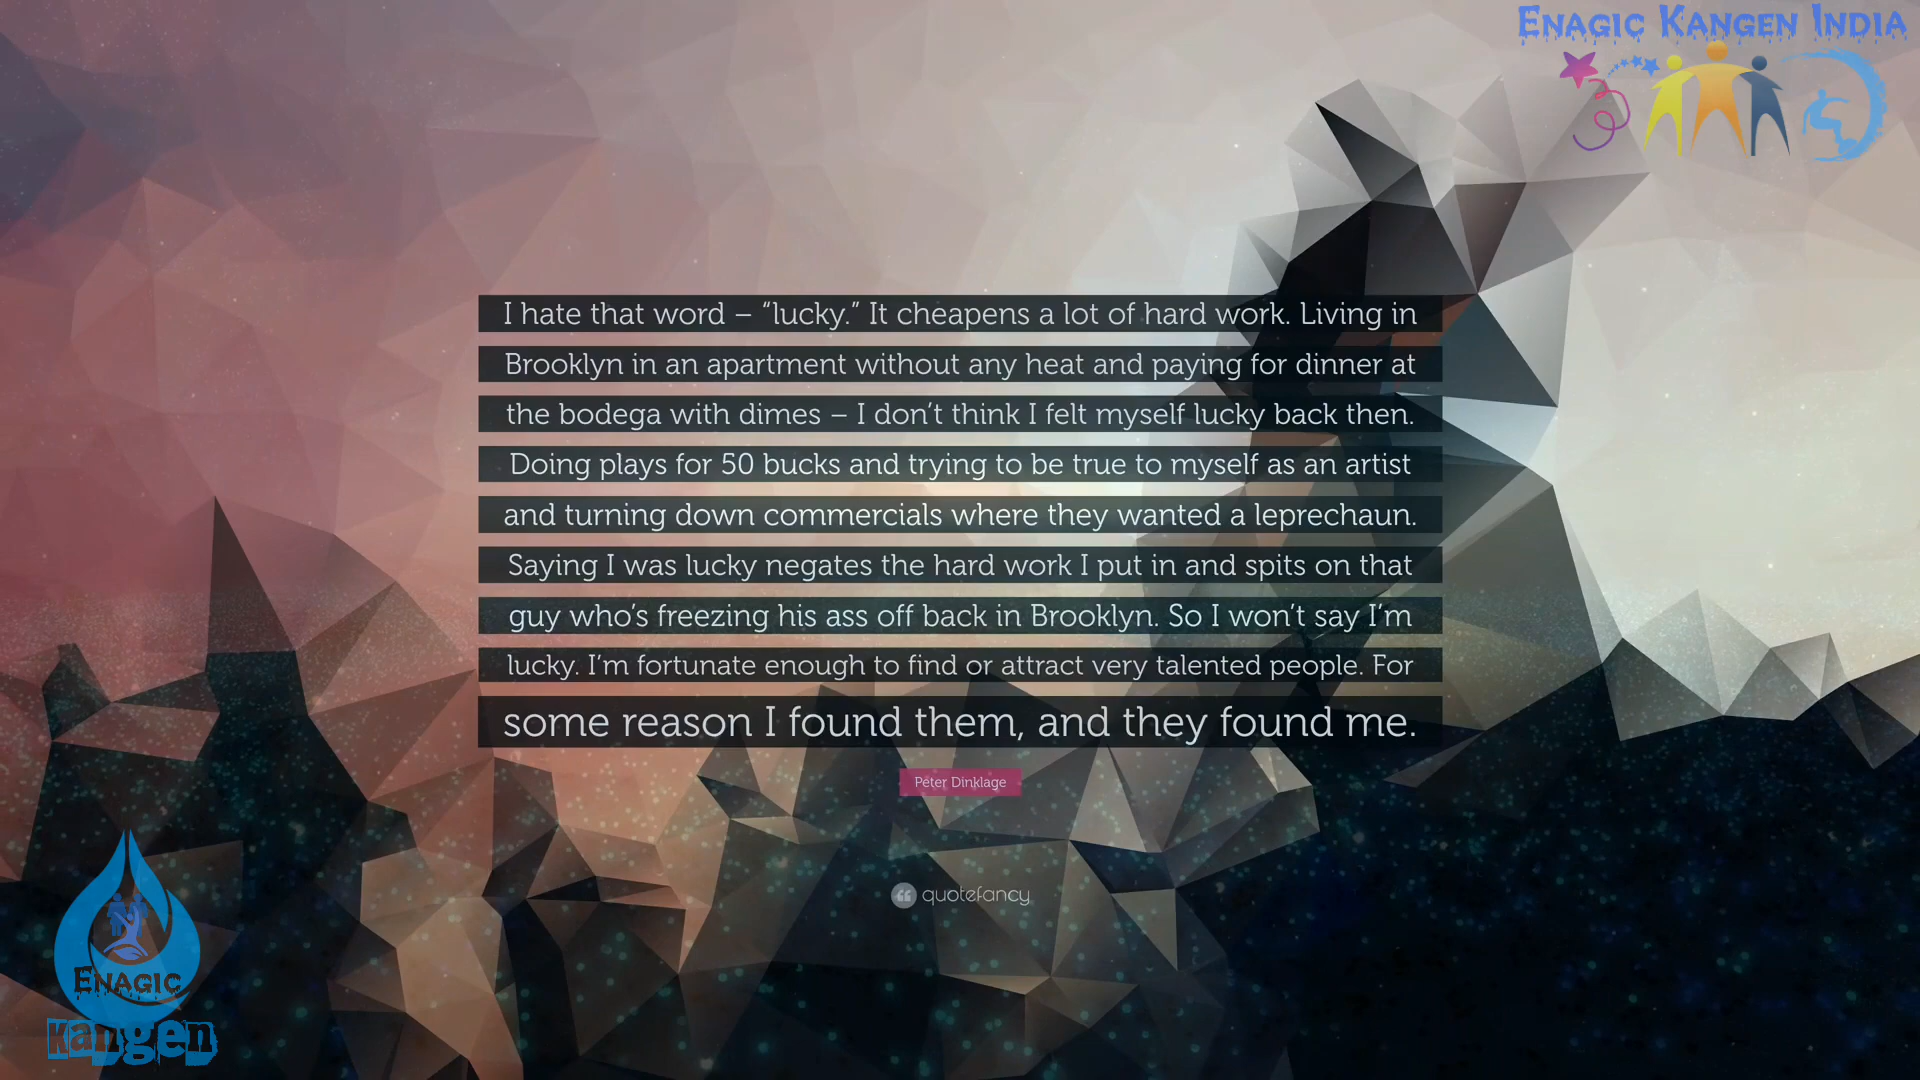 Enagic Kangen India
I hate that word – “lucky.” It cheapens a lot of hard work. Living in
Brooklyn in an apartment without any heat and paying for dinner at
the bodega with dimes – I don’t think I felt myself lucky back then.
Doing plays for 50 bucks and trying to be true to myself as an artist
and turning down commercials where they wanted a leprechaun.
Saying I was lucky negates the hard work I put in and spits on that
guy who’s freezing his ass off back in Brooklyn. So I won’t say I’m
lucky. I’m fortunate enough to find or attract very talented people. For
some reason I found them, and they found me.
Peter Dinklage
quotefancy
Enagic
kangen